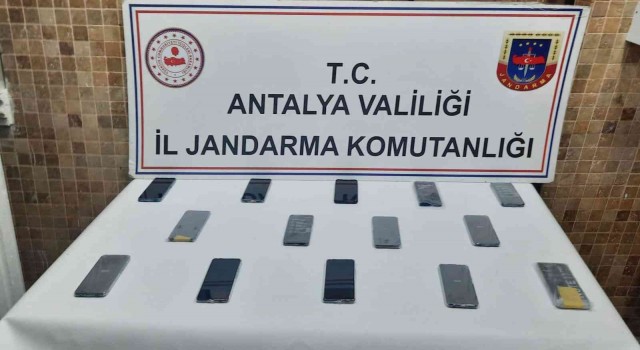 T.C.
ANTALYA VALİLİĞİ
İL JANDARMA KOMUTANLIĞI
JANDARMA